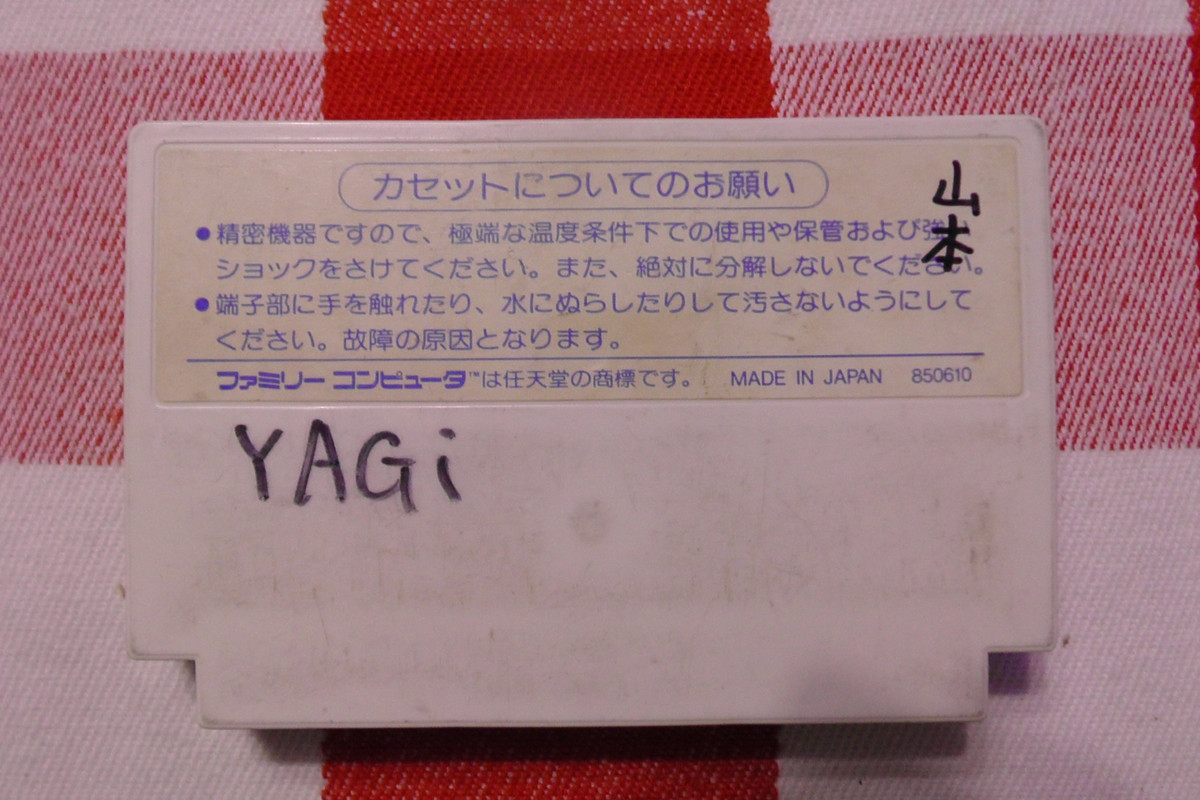 カセットについてのお願い
山本
●精密機器ですので、極端な温度条件下での使用や保管および強い
ショックをさけてください。また、絶対に分解しないでください。
●端子部に手を触れたり、水にぬらしたりして汚さないようにして
ください。故障の原因となります。
ファミリーコンピュータ™は任天堂の商標です。 MADE IN JAPAN 850610
YAGi